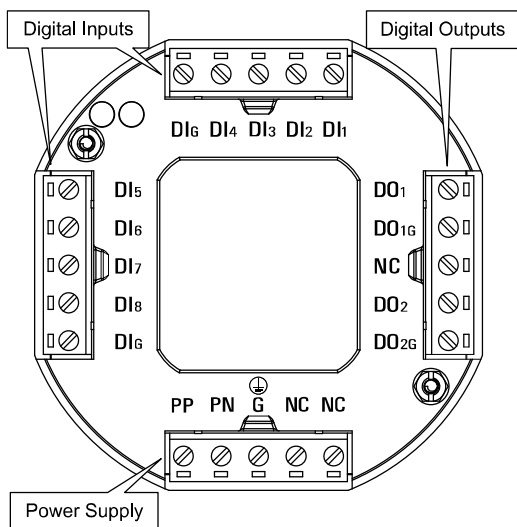 Digital Inputs
Digital Outputs
DIG DI4 DI3 DI2 DI1
DI5
DI6
DI7
DI8
DIG
DO1
DO1G
NC
DO2
DO2G
PP PN G NC NC
Power Supply